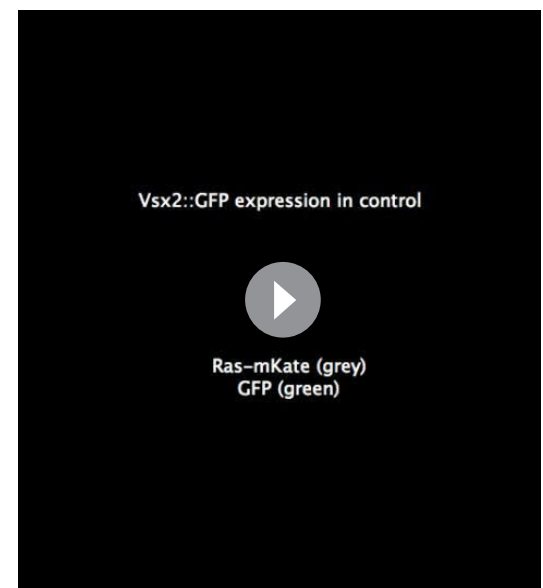 Vsx2::GFP expression in control
Ras-mKate (grey)
GFP (green)